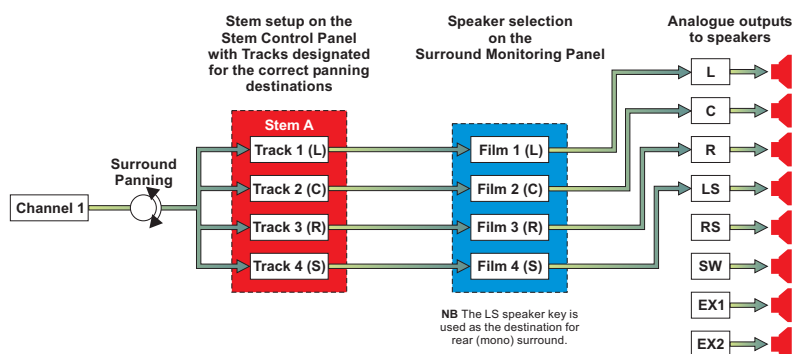 Stem setup on the
Stem Control Panel
with Tracks designated
for the correct panning
destinations
Speaker selection
on the
Surround Monitoring Panel
Analogue outputs
to speakers
Stem A
Surround
Panning
Channel 1
Track 1 (L)
Track 2 (C)
Track 3 (R)
Track 4 (S)
Film 1 (L)
Film 2 (C)
Film 3 (R)
Film 4 (S)
NB The LS speaker key is
used as the destination for
rear (mono) surround.
L
C
R
LS
RS
SW
EX1
EX2